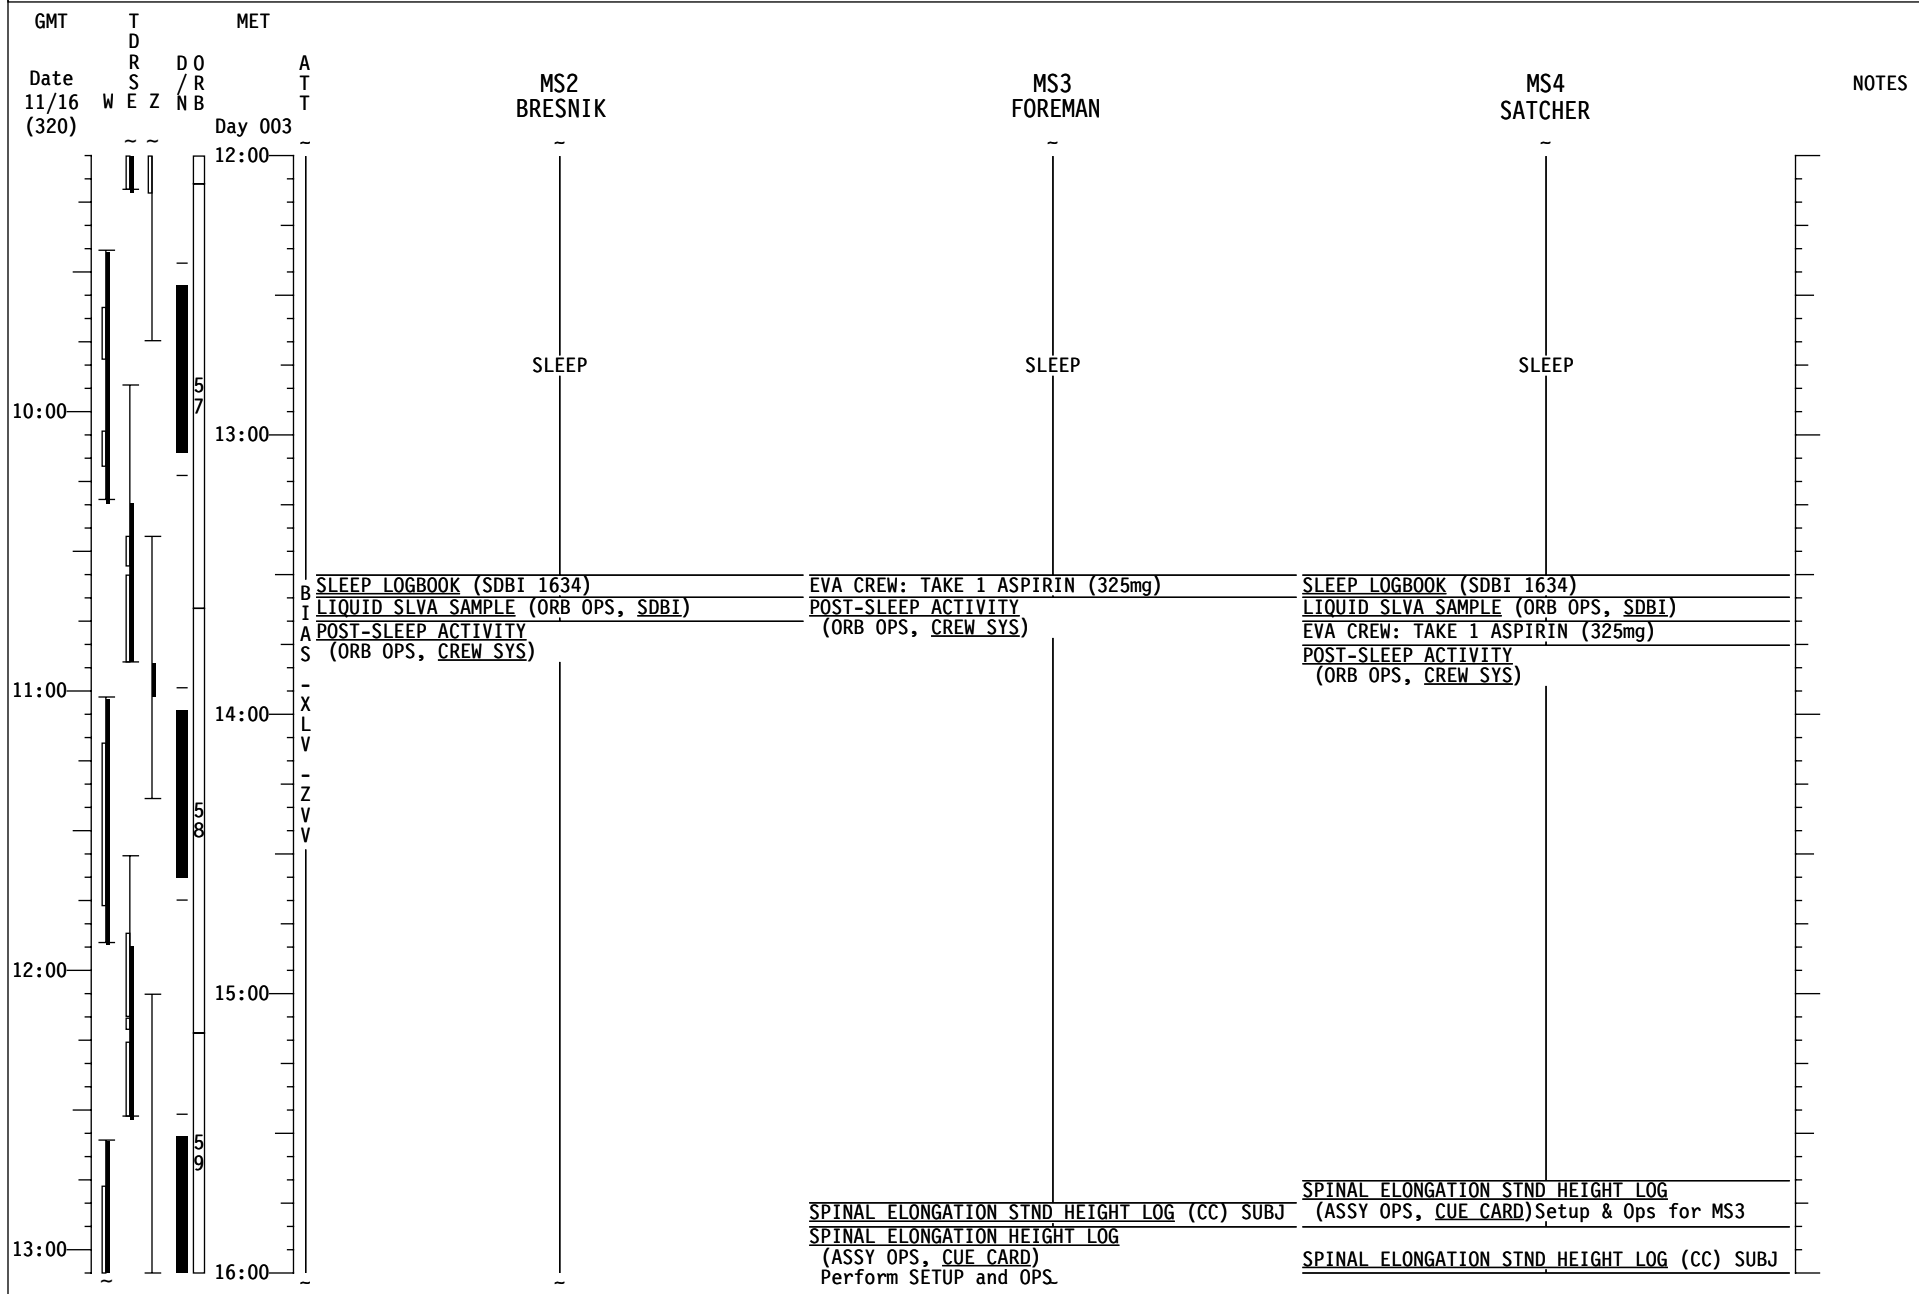 GMT
TDRSE
MET
Date
11/16
(320)
W E Z
D/N
ORB
Day 003
ATT
MS2
BRESNIK
MS3
FOREMAN
MS4
SATCHER
NOTES
~ ~ ~ ~ ~ ~
12:00
SLEEP
SLEEP
SLEEP
57
10:00
13:00
BIAS -XLV -ZVV
SLEEP LOGBOOK (SDBI 1634)
LIQUID SLVA SAMPLE (ORB OPS, SDBI)
POST-SLEEP ACTIVITY
(ORB OPS, CREW SYS)
EVA CREW: TAKE 1 ASPIRIN (325mg)
POST-SLEEP ACTIVITY
(ORB OPS, CREW SYS)
SLEEP LOGBOOK (SDBI 1634)
LIQUID SLVA SAMPLE (ORB OPS, SDBI)
EVA CREW: TAKE 1 ASPIRIN (325mg)
POST-SLEEP ACTIVITY
(ORB OPS, CREW SYS)
11:00
14:00
58
12:00
15:00
59
SPINAL ELONGATION STND HEIGHT LOG (CC) SUBJ
SPINAL ELONGATION HEIGHT LOG
(ASSY OPS, CUE CARD)
Perform SETUP and OPS
SPINAL ELONGATION STND HEIGHT LOG
(ASSY OPS, CUE CARD)Setup & Ops for MS3
SPINAL ELONGATION STND HEIGHT LOG (CC) SUBJ
13:00
16:00
~ ~ ~ ~ ~